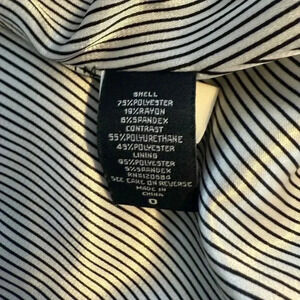 SHELL
75%POLYESTER
19%RAYON
6%SPANDEX
CONTRAST
55%POLYURETHANE
45%POLYESTER
LINING
95%POLYESTER
5%SPANDEX
SEE CARE ON REVERSE
MADE IN
CHINA
0